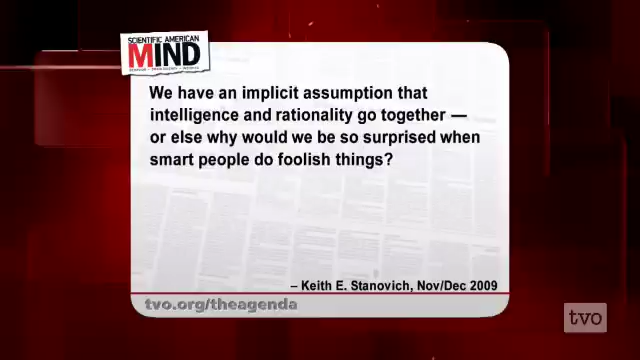 SCIENTIFIC AMERICAN
MIND
We have an implicit assumption that
intelligence and rationality go together —
or else why would we be so surprised when
smart people do foolish things?
– Keith E. Stanovich, Nov/Dec 2009
tvo.org/theagenda
tvo